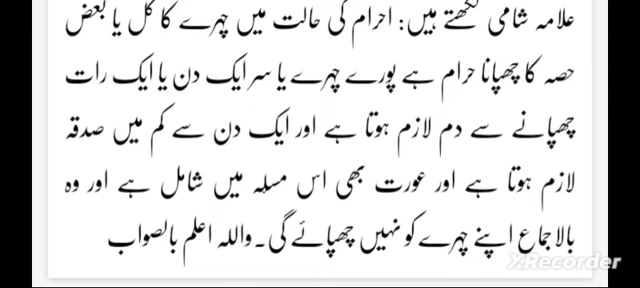 علامہ شامی لکھتے ہیں: احرام کی حالت میں چہرے کا کل یا بعض
حصہ کا چھپانا حرام ہے پورے چہرے یا سر ایک دن یا ایک رات
چھپانے سے دم لازم ہوتا ہے اور ایک دن سے کم میں صدقہ
لازم ہوتا ہے اور عورت بھی اس مسئلہ میں شامل ہے اور وہ
بالاجماع اپنے چہرے کو نہیں چھپائے گی۔ واللہ اعلم بالصواب
XRecorder